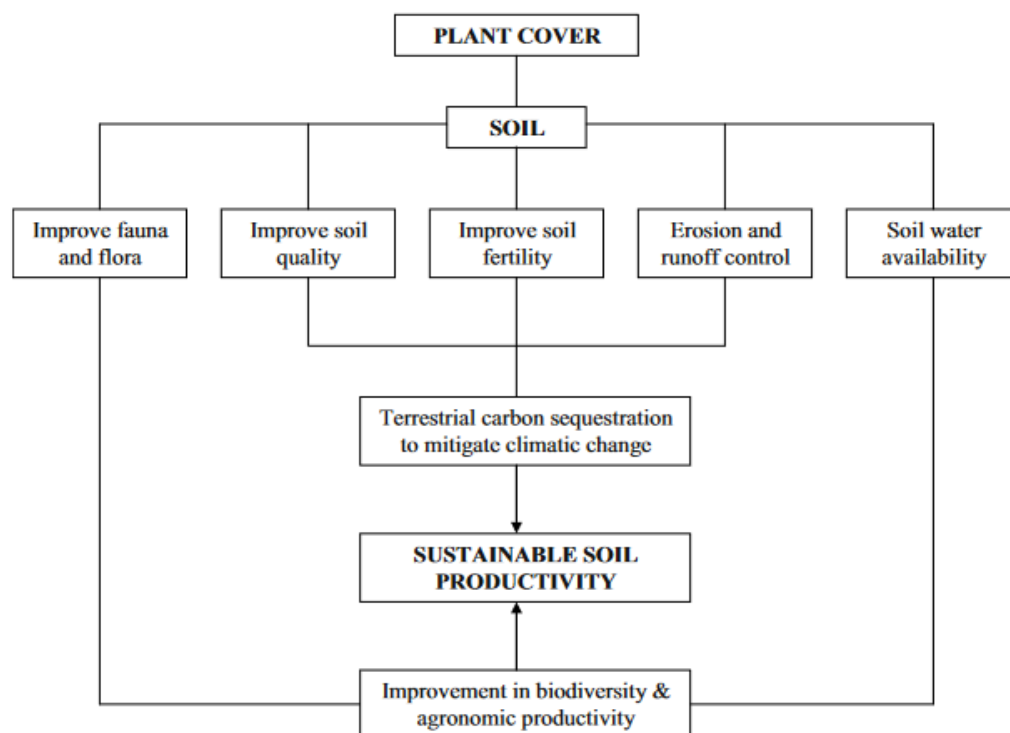 PLANT COVER
SOIL
Improve fauna
and flora
Improve soil
quality
Improve soil
fertility
Erosion and
runoff control
Soil water
availability
Terrestrial carbon sequestration
to mitigate climatic change
SUSTAINABLE SOIL
PRODUCTIVITY
Improvement in biodiversity &
agronomic productivity